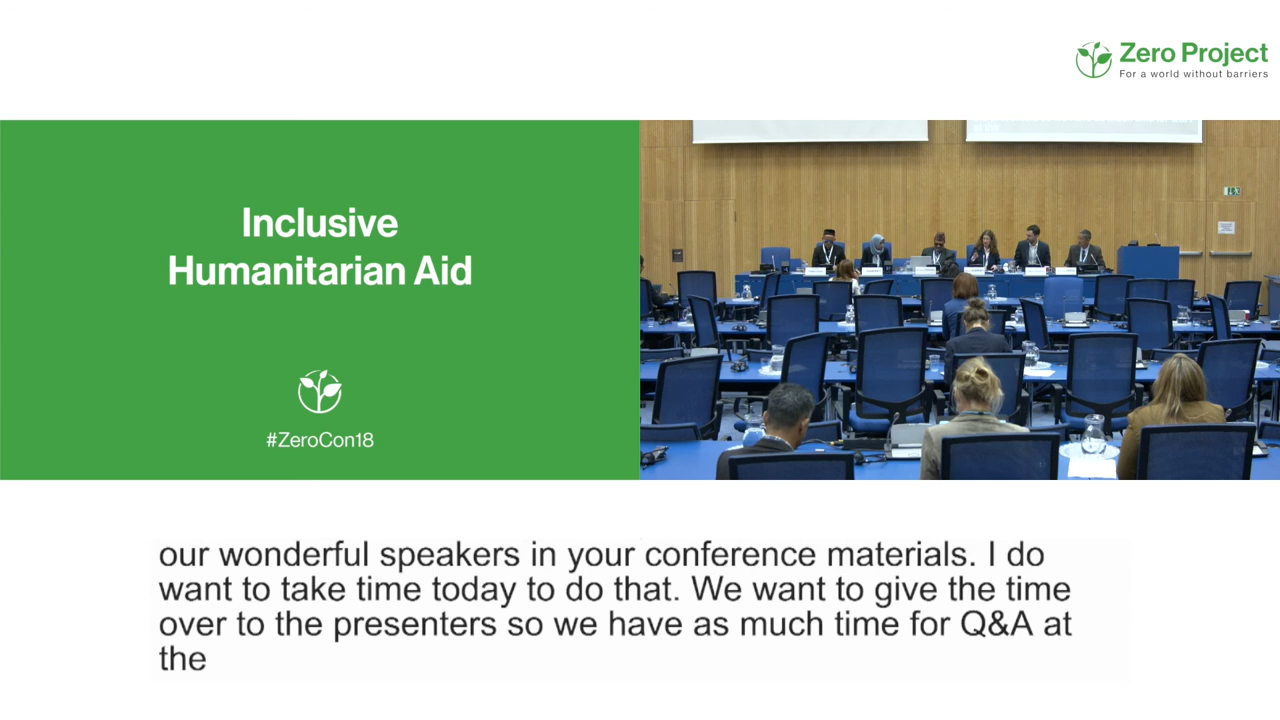 Zero Project
For a world without barriers
Inclusive
Humanitarian Aid
#ZeroCon18
our wonderful speakers in your conference materials. I do
want to take time today to do that. We want to give the time
over to the presenters so we have as much time for Q&A at
the